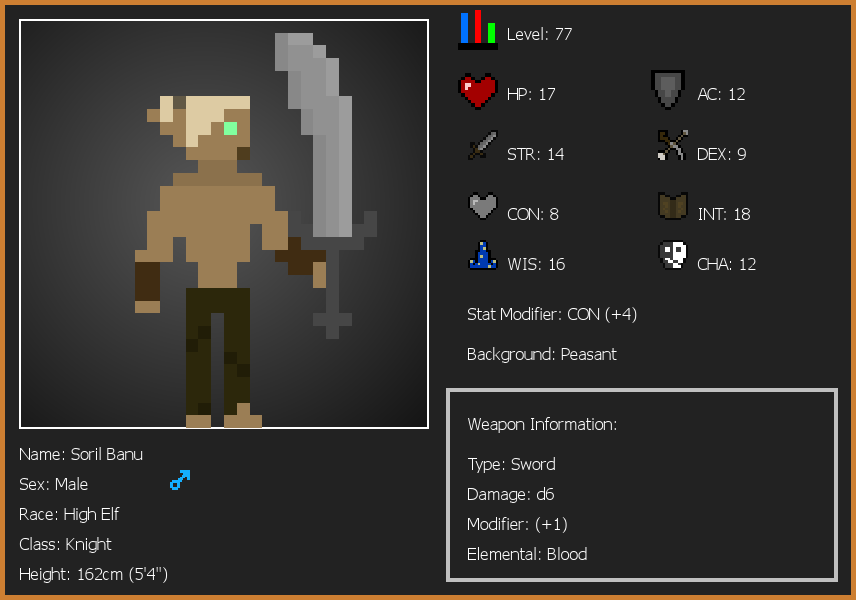 Level: 77
HP: 17
AC: 12
STR: 14
DEX: 9
CON: 8
INT: 18
WIS: 16
CHA: 12
Stat Modifier: CON (+4)
Background: Peasant
Weapon Information:
Type: Sword
Damage: d6
Modifier: (+1)
Elemental: Blood
Name: Soril Banu
Sex: Male
Race: High Elf
Class: Knight
Height: 162cm (5'4")